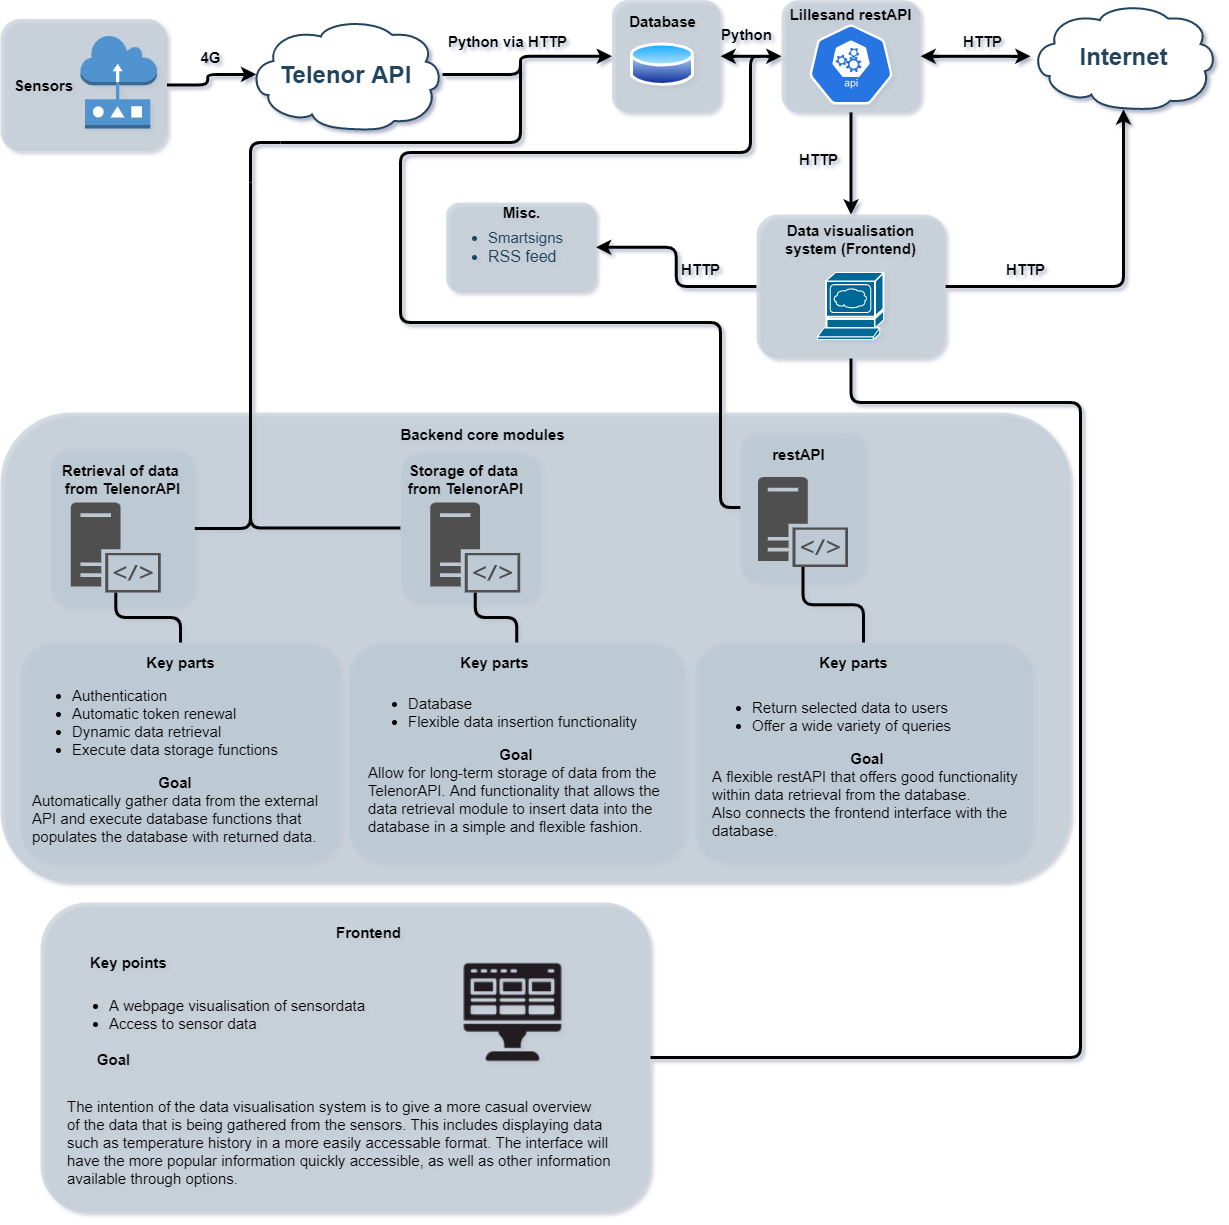 Sensors
4G
Telenor API
Python via HTTP
Database
Python
Lillesand restAPI
api
HTTP
Internet
HTTP
Misc.
Smartsigns
RSS feed
HTTP
Data visualisation
system (Frontend)
HTTP
Backend core modules
Retrieval of data
from TelenorAPI
</>
Storage of data
from TelenorAPI
</>
restAPI
</>
Key parts
Authentication
Automatic token renewal
Dynamic data retrieval
Execute data storage functions
Goal
Automatically gather data from the external
API and execute database functions that
populates the database with returned data.
Key parts
Database
Flexible data insertion functionality
Goal
Allow for long-term storage of data from the
TelenorAPI. And functionality that allows the
data retrieval module to insert data into the
database in a simple and flexible fashion.
Key parts
Return selected data to users
Offer a wide variety of queries
Goal
A flexible restAPI that offers good functionality
within data retrieval from the database.
Also connects the frontend interface with the
database.
Frontend
Key points
A webpage visualisation of sensordata
Access to sensor data
Goal
The intention of the data visualisation system is to give a more casual overview
of the data that is being gathered from the sensors. This includes displaying data
such as temperature history in a more easily accessable format. The interface will
have the more popular information quickly accessible, as well as other information
available through options.